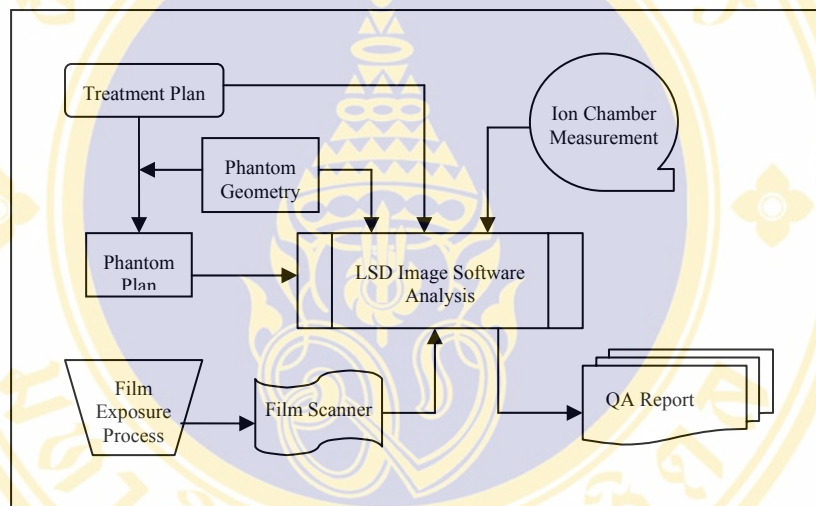 Treatment Plan
Ion Chamber
Measurement
Phantom
Geometry
Phantom
Plan
LSD Image Software
Analysis
Film
Exposure
Process
Film Scanner
QA Report